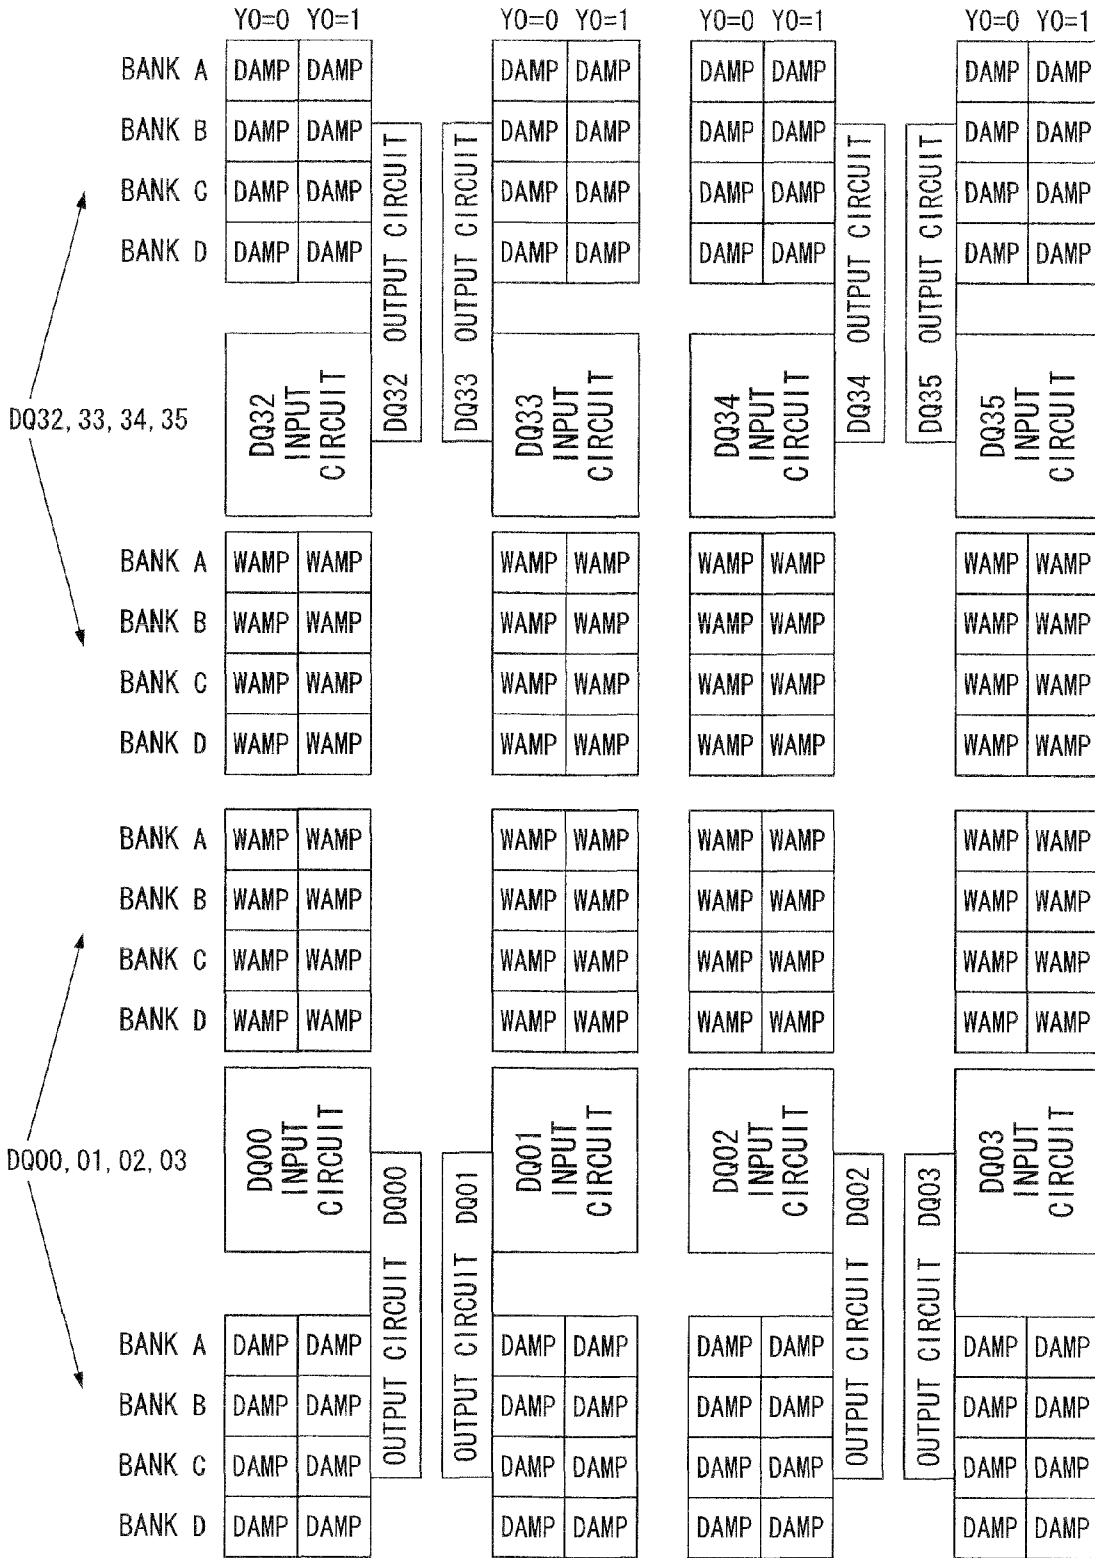 Y0=0 Y0=1 Y0=0 Y0=1 Y0=0 Y0=1 Y0=0 Y0=1
BANK A DAMP DAMP DAMP DAMP DAMP DAMP DAMP DAMP
BANK B DAMP DAMP DAMP DAMP DAMP DAMP DAMP DAMP
BANK C DAMP DAMP DAMP DAMP DAMP DAMP DAMP DAMP
BANK D DAMP DAMP DAMP DAMP DAMP DAMP DAMP DAMP
DQ32 OUTPUT CIRCUIT
DQ33 OUTPUT CIRCUIT
DQ34 OUTPUT CIRCUIT
DQ35 OUTPUT CIRCUIT
DQ32, 33, 34, 35
DQ32
INPUT
CIRCUIT
DQ33
INPUT
CIRCUIT
DQ34
INPUT
CIRCUIT
DQ35
INPUT
CIRCUIT
BANK A WAMP WAMP WAMP WAMP WAMP WAMP WAMP WAMP
BANK B WAMP WAMP WAMP WAMP WAMP WAMP WAMP WAMP
BANK C WAMP WAMP WAMP WAMP WAMP WAMP WAMP WAMP
BANK D WAMP WAMP WAMP WAMP WAMP WAMP WAMP WAMP
BANK A WAMP WAMP WAMP WAMP WAMP WAMP WAMP WAMP
BANK B WAMP WAMP WAMP WAMP WAMP WAMP WAMP WAMP
BANK C WAMP WAMP WAMP WAMP WAMP WAMP WAMP WAMP
BANK D WAMP WAMP WAMP WAMP WAMP WAMP WAMP WAMP
DQ00, 01, 02, 03
DQ00
INPUT
CIRCUIT
DQ01
INPUT
CIRCUIT
DQ02
INPUT
CIRCUIT
DQ03
INPUT
CIRCUIT
OUTPUT CIRCUIT DQ00
OUTPUT CIRCUIT DQ01
OUTPUT CIRCUIT DQ02
OUTPUT CIRCUIT DQ03
BANK A DAMP DAMP DAMP DAMP DAMP DAMP DAMP DAMP
BANK B DAMP DAMP DAMP DAMP DAMP DAMP DAMP DAMP
BANK C DAMP DAMP DAMP DAMP DAMP DAMP DAMP DAMP
BANK D DAMP DAMP DAMP DAMP DAMP DAMP DAMP DAMP